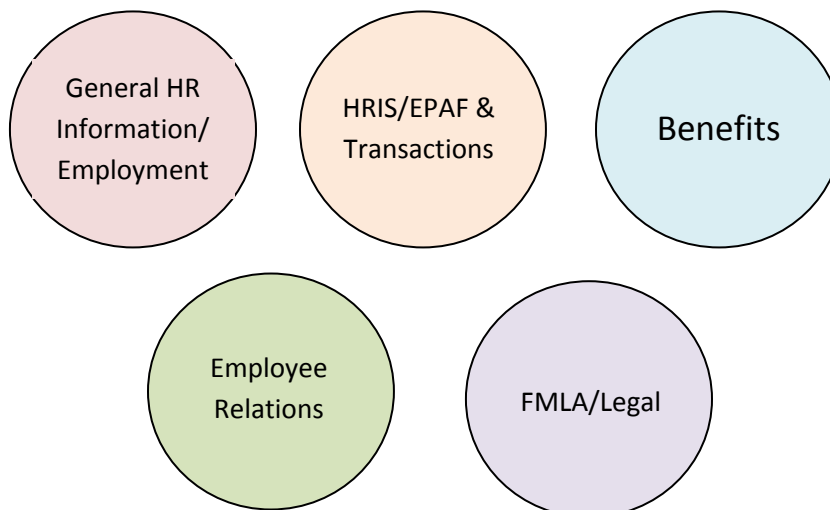 General HR
Information/
Employment
HRIS/EPAF &
Transactions
Benefits
Employee
Relations
FMLA/Legal